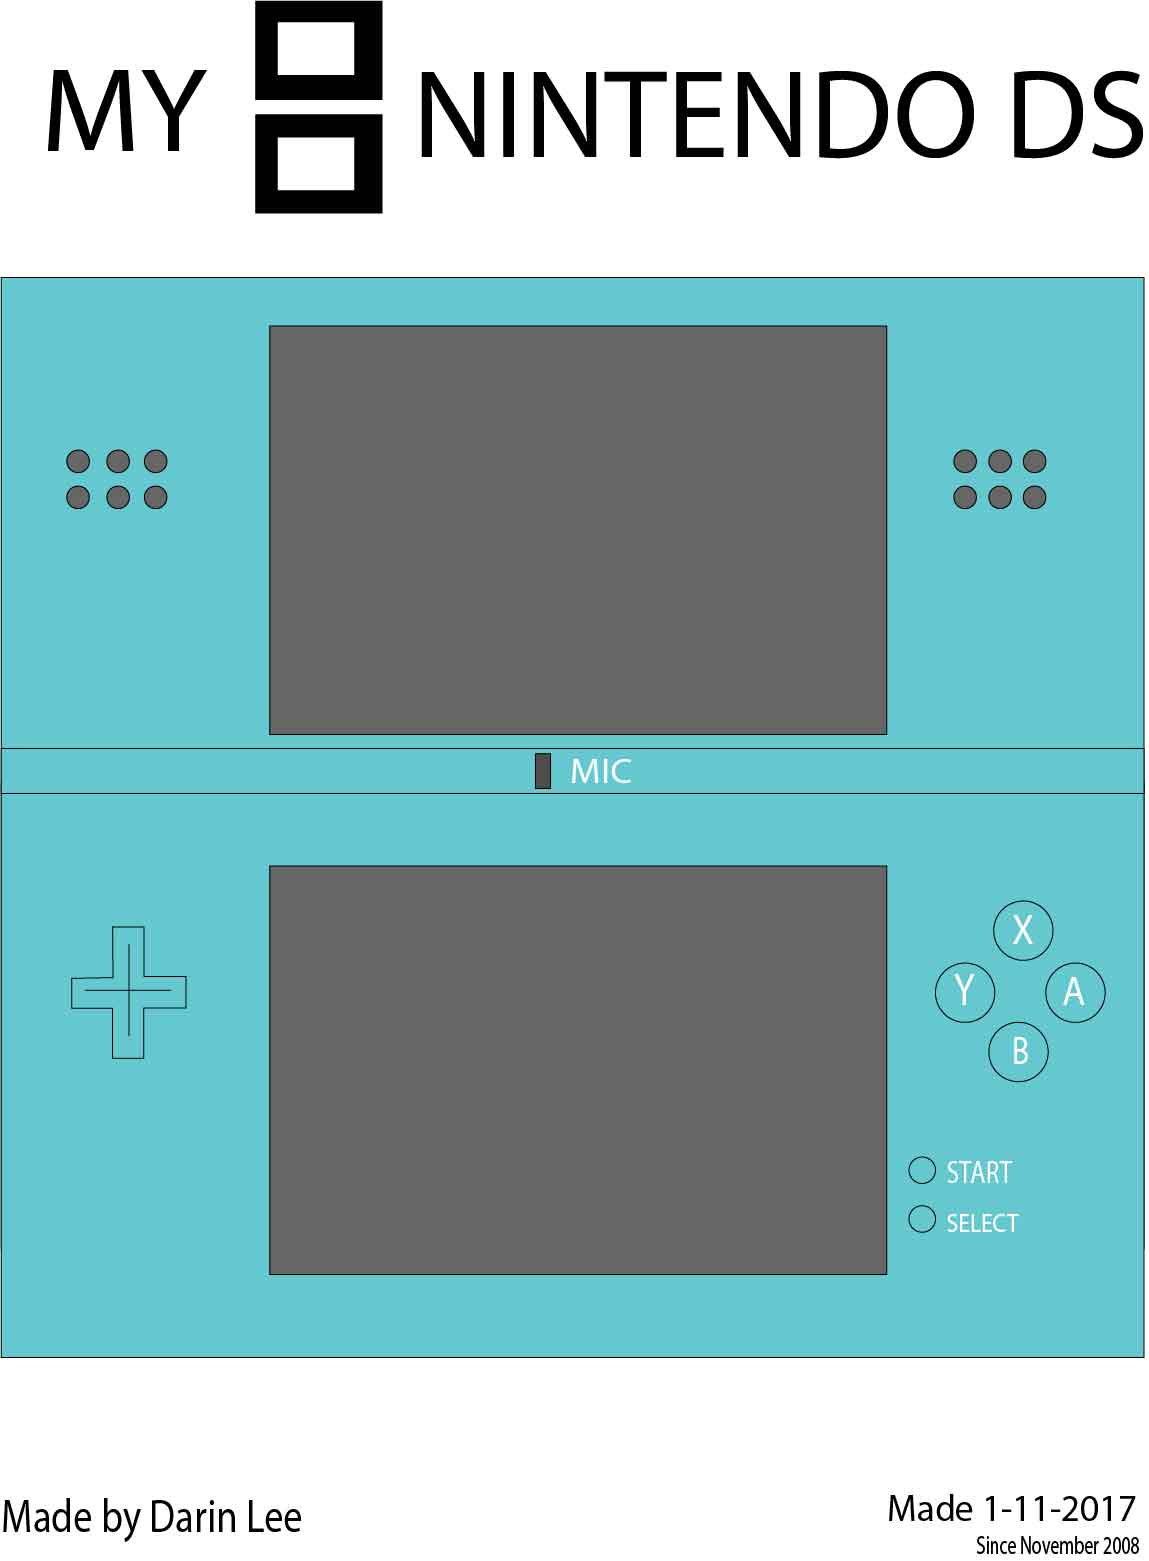 MY NINTENDO DS
MIC
X
Y A
B
START
SELECT
Made by Darin Lee
Made 1-11-2017
Since November 2008